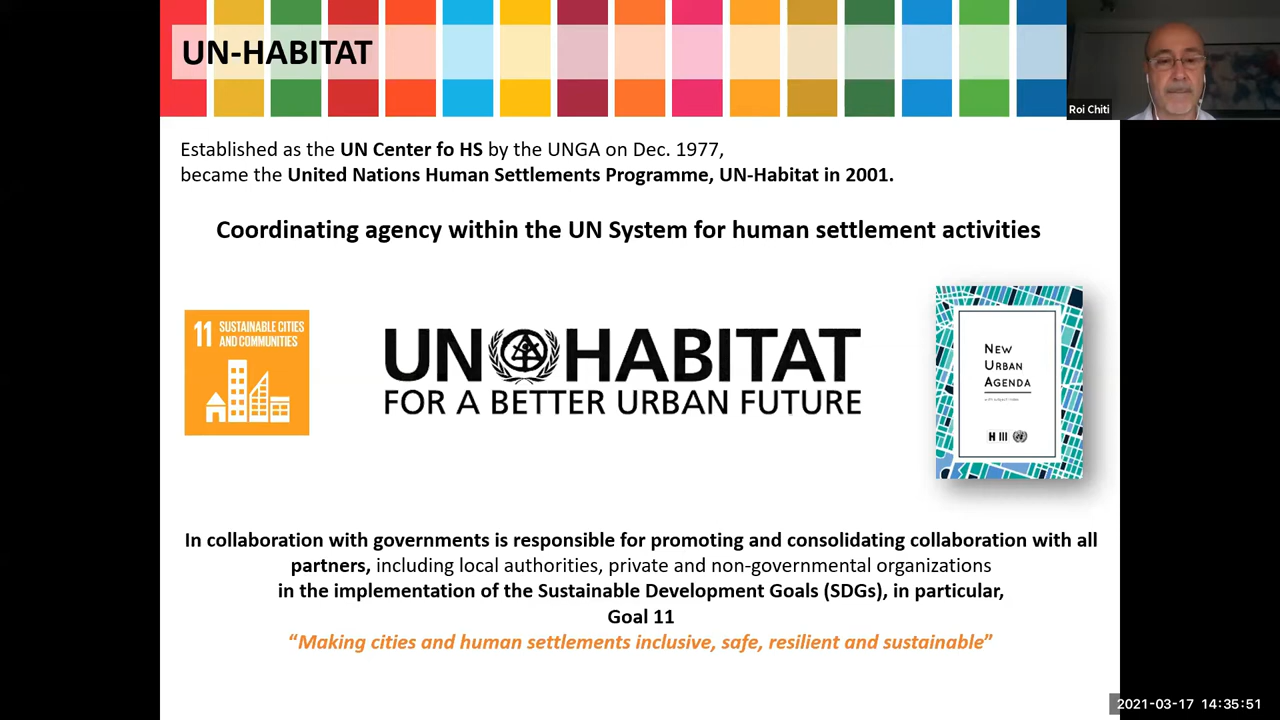 UN-HABITAT
Roi Chiti
Established as the UN Center fo HS by the UNGA on Dec. 1977,
became the United Nations Human Settlements Programme, UN-Habitat in 2001.
Coordinating agency within the UN System for human settlement activities
11 SUSTAINABLE CITIES
AND COMMUNITIES
UN HABITAT
FOR A BETTER URBAN FUTURE
NEW
URBAN
AGENDA
H III
In collaboration with governments is responsible for promoting and consolidating collaboration with all
partners, including local authorities, private and non-governmental organizations
in the implementation of the Sustainable Development Goals (SDGs), in particular,
Goal 11
“Making cities and human settlements inclusive, safe, resilient and sustainable”
2021-03-17 14:35:51